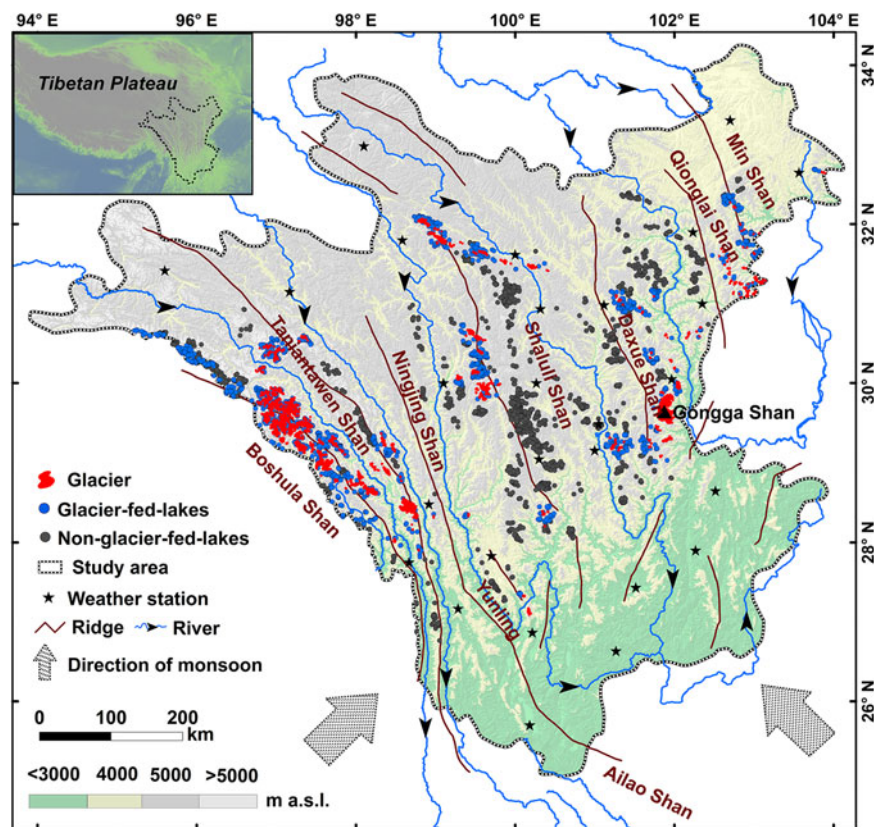 94° E 96° E 98° E 100° E 102° E 104° E
Tibetan Plateau
34° N
32° N
30° N
28° N
26° N
Min Shan
Qionglai Shan
Daxue Shan
Shaluli Shan
Ningjing Shan
Taniantawen Shan
Boshula Shan
Gongga Shan
Yunling
Ailao Shan
Glacier
Glacier-fed-lakes
Non-glacier-fed-lakes
Study area
Weather station
Ridge River
Direction of monsoon
0 100 200
km
<3000 4000 5000 >5000
m a.s.l.